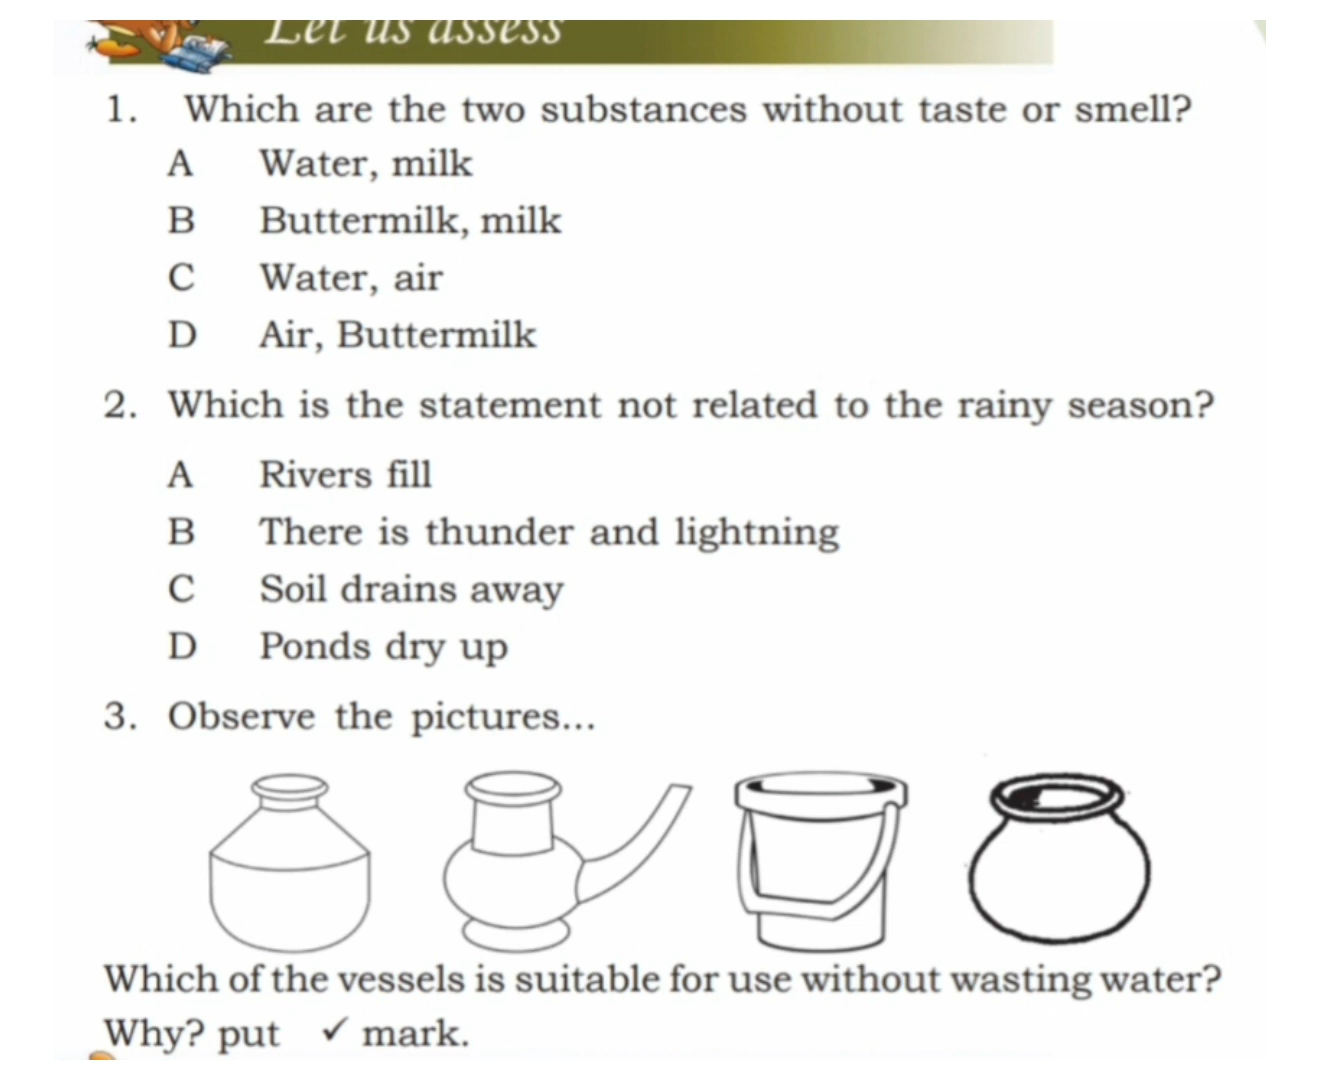 Let us assess
1. Which are the two substances without taste or smell?
A Water, milk
B Buttermilk, milk
C Water, air
D Air, Buttermilk
2. Which is the statement not related to the rainy season?
A Rivers fill
B There is thunder and lightning
C Soil drains away
D Ponds dry up
3. Observe the pictures...
Which of the vessels is suitable for use without wasting water?
Why? put ✓ mark.